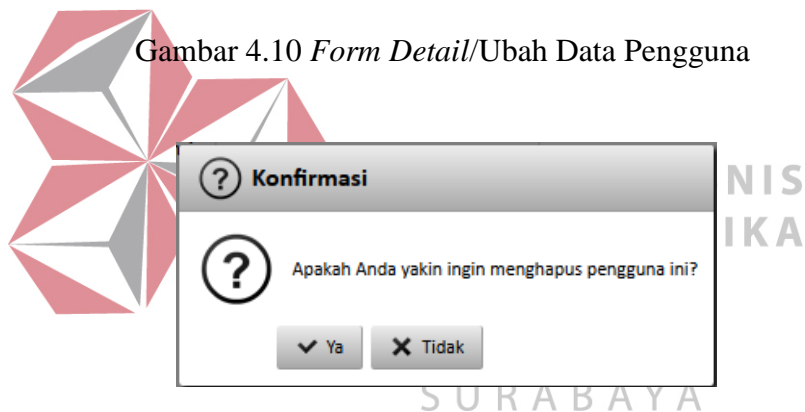 Gambar 4.10 Form Detail/Ubah Data Pengguna
Konfirmasi
NIS
IKA
Apakah Anda yakin ingin menghapus pengguna ini?
Ya
Tidak
SURABAYA